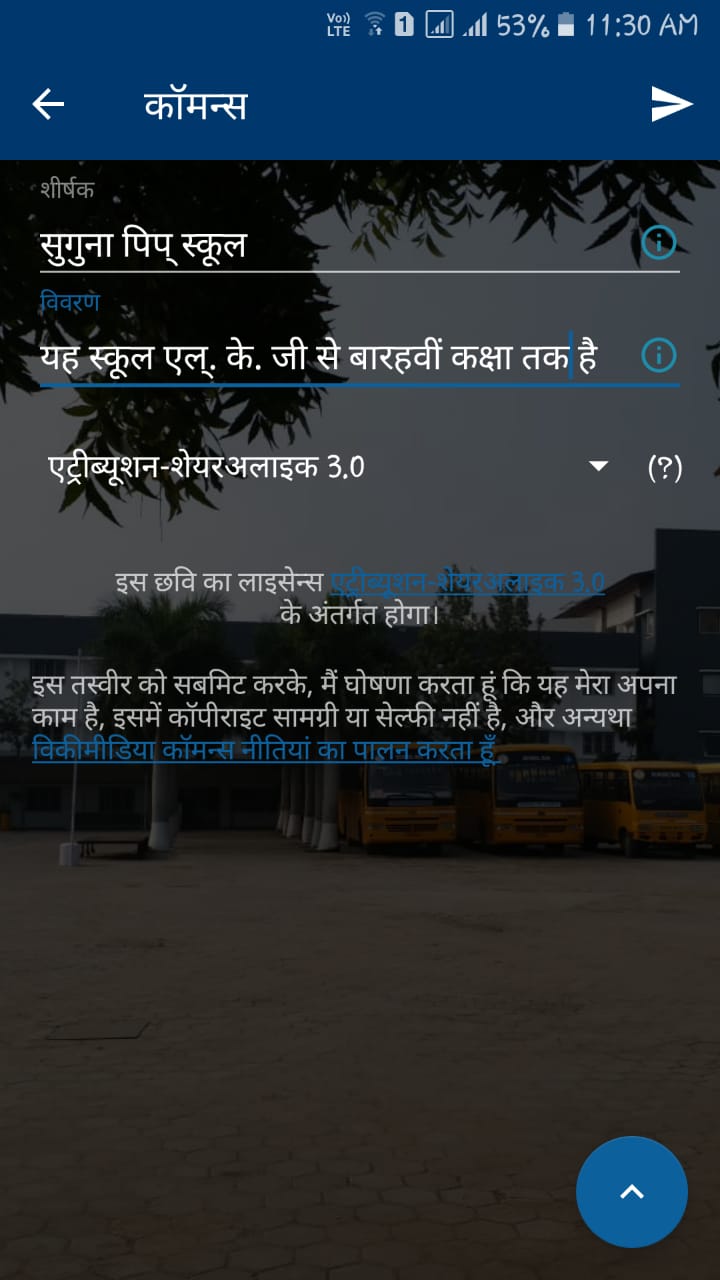 Vo)) LTE 1 53% 11:30 AM
कॉमन्स
शीर्षक
सुगुना पिप् स्कूल
विवरण
यह स्कूल एल्. के. जी से बारहवीं कक्षा तक है
एट्रीब्यूशन-शेयरअलाइक 3.0 (?)
इस छवि का लाइसेन्स एट्रीब्यूशन-शेयरअलाइक 3.0
के अंतर्गत होगा।
इस तस्वीर को सबमिट करके, मैं घोषणा करता हूं कि यह मेरा अपना
काम है, इसमें कॉपीराइट सामग्री या सेल्फी नहीं है, और अन्यथा
विकीमीडिया कॉमन्स नीतियां का पालन करता हूँ.